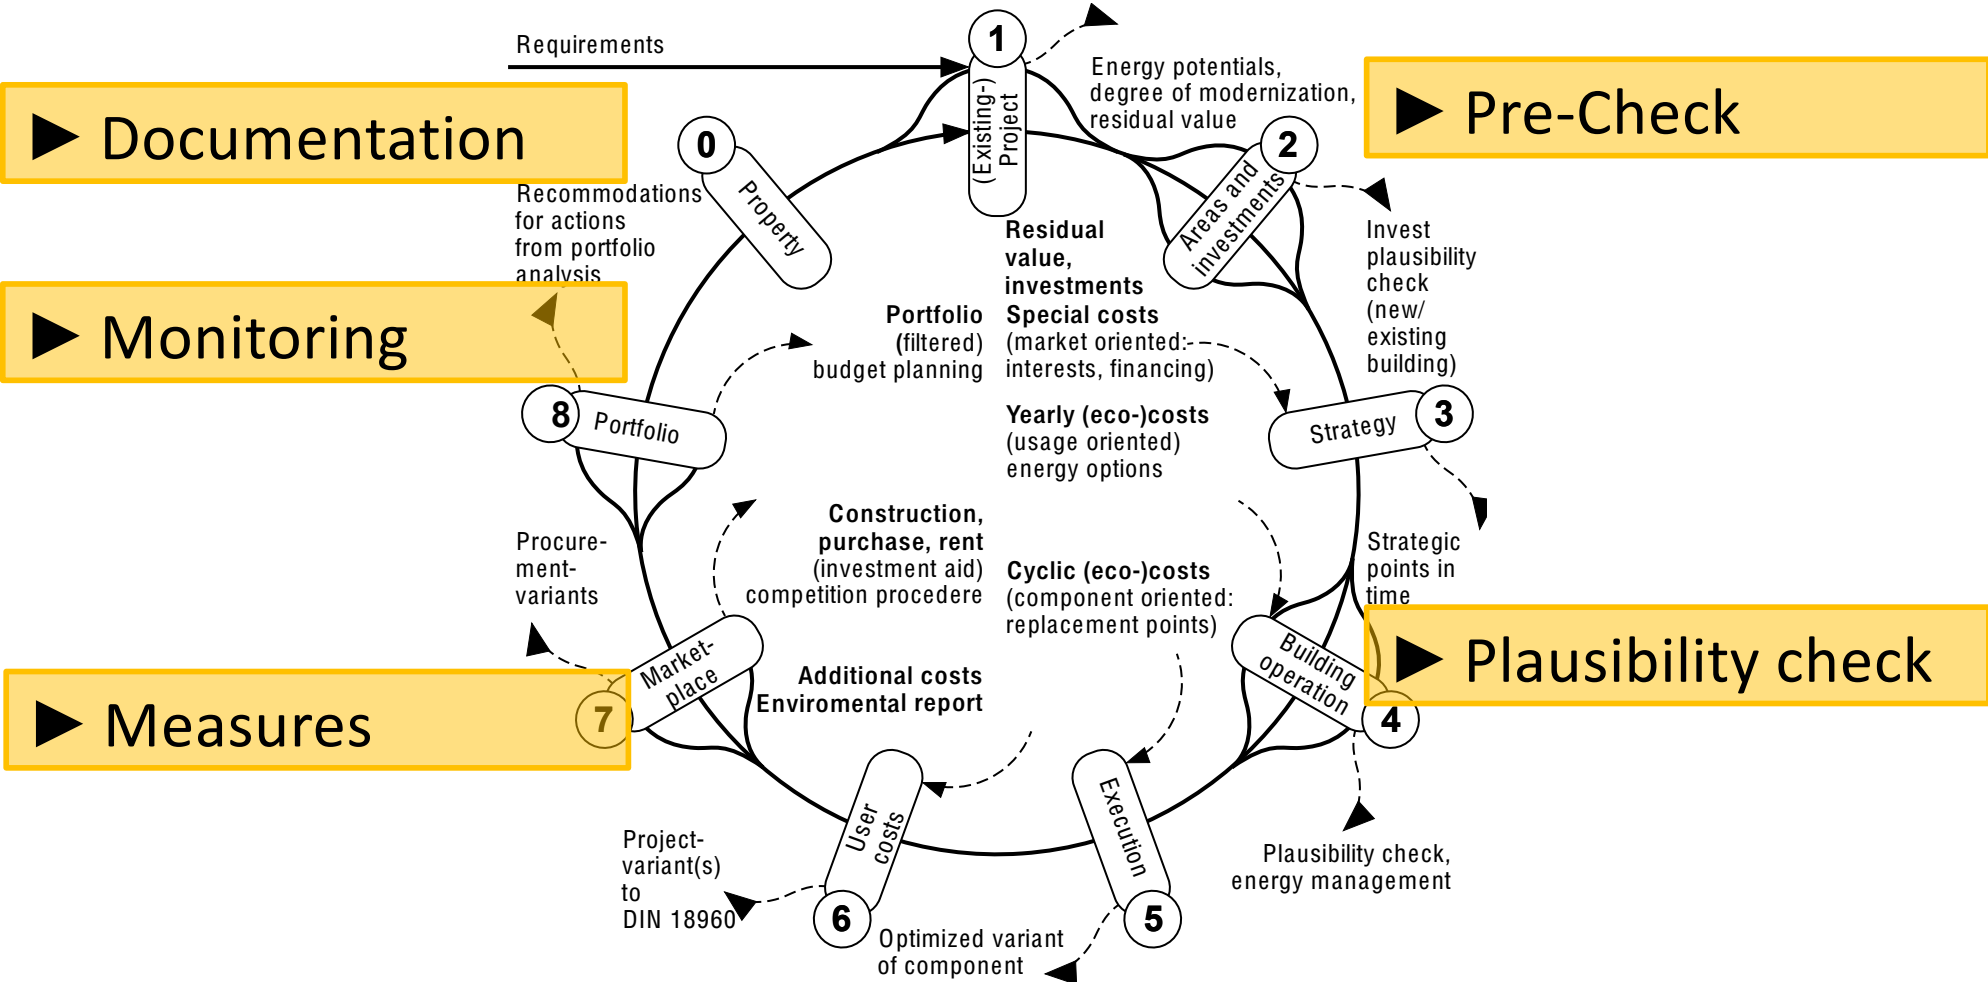 Requirements
1
(Existing-)
Project
Energy potentials,
degree of modernization,
residual value
► Pre-Check
► Documentation
0
Property
2
Areas and
investments
Recommodations
for actions
from portfolio
analysis
Invest
plausibility
check
(new/
existing
building)
► Monitoring
Residual
value,
investments
Portfolio
(filtered)
budget planning
Special costs
(market oriented:
interests, financing)
8
Portfolio
3
Strategy
Yearly (eco-)costs
(usage oriented)
energy options
Construction,
purchase, rent
(investment aid)
competition procedere
Procure-
ment-
variants
Cyclic (eco-)costs
(component oriented:
replacement points)
Strategic
points in
time
► Plausibility check
Building
operation
4
Market-
place
7
► Measures
Additional costs
Enviromental report
User
costs
6
Execution
5
Project-
variant(s)
to
DIN 18960
Plausibility check,
energy management
Optimized variant
of component